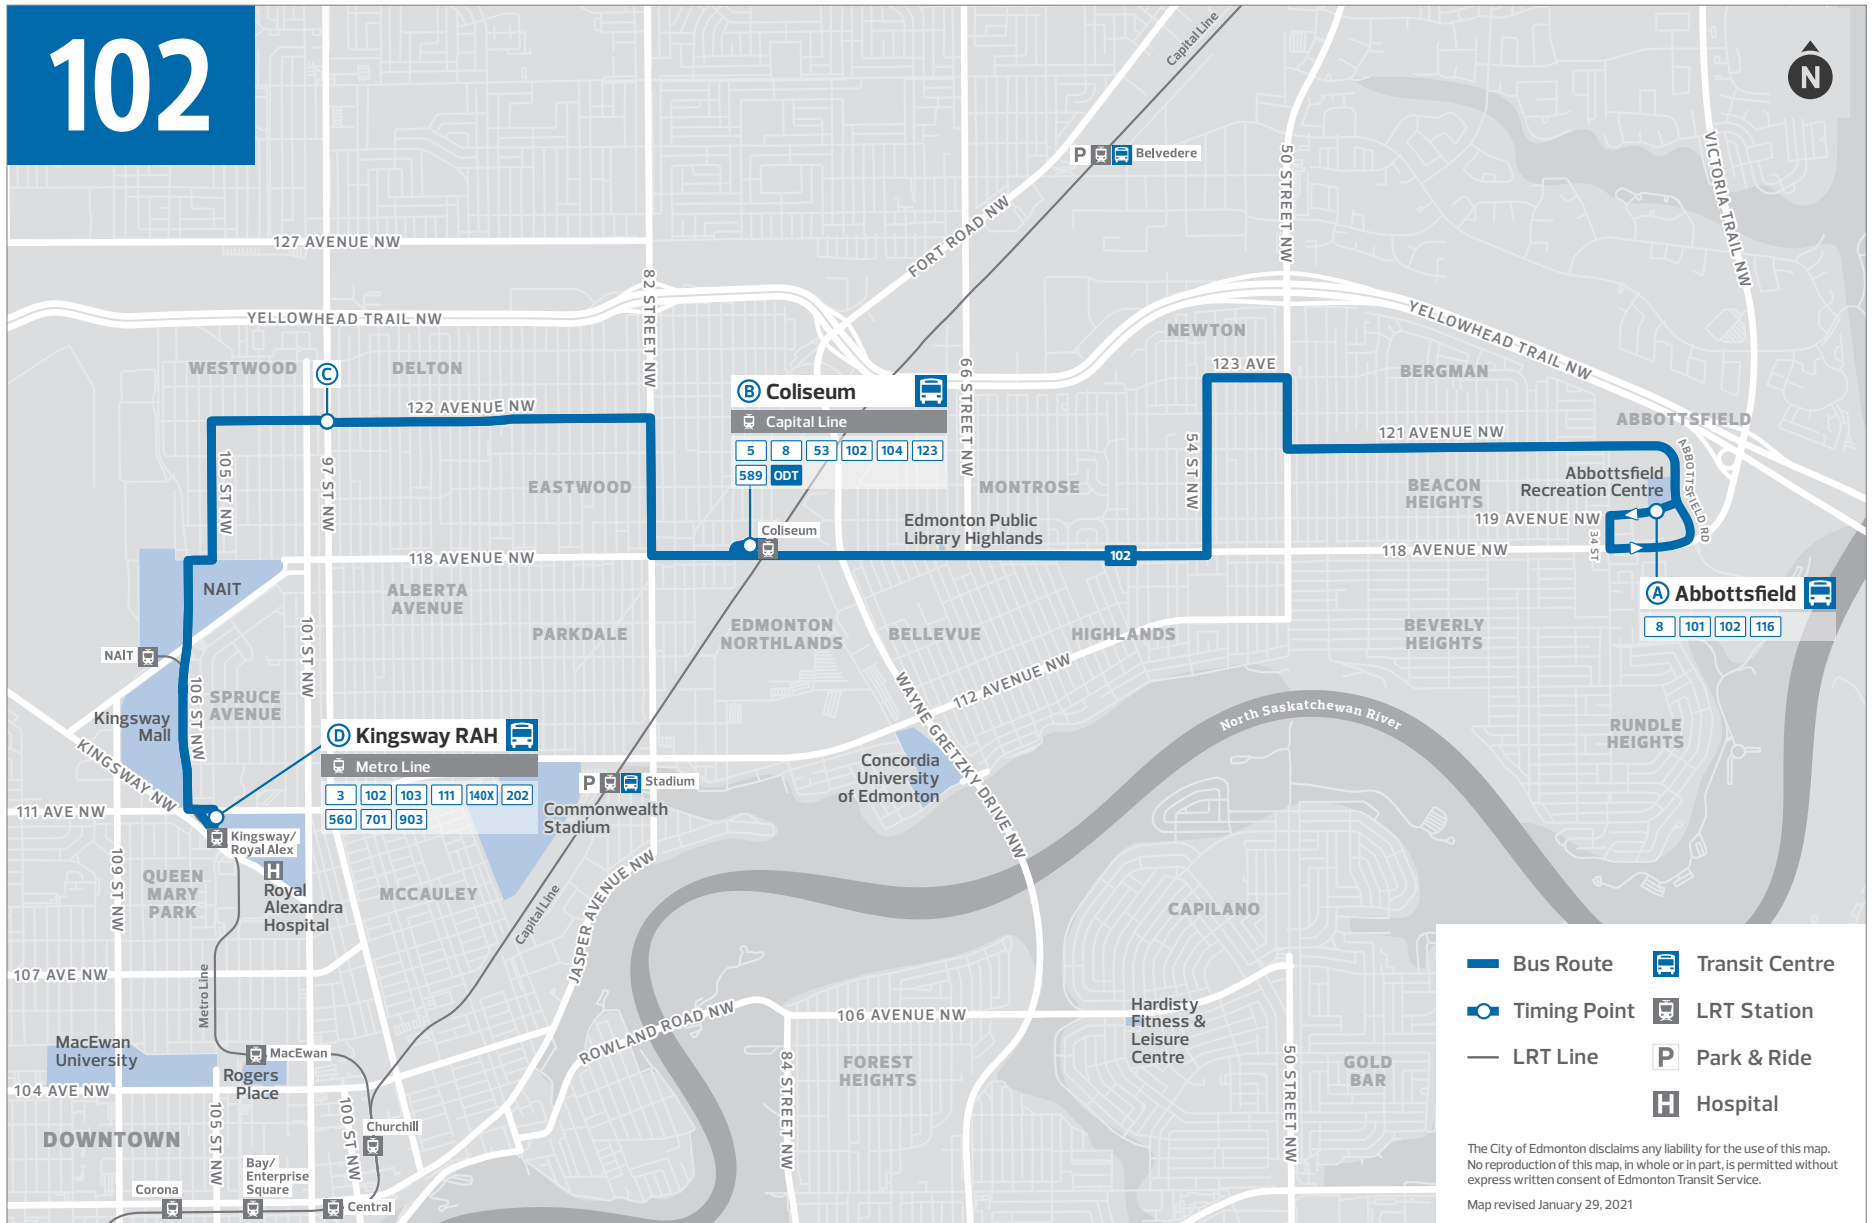 102
N
Capital Line
P
Belvedere
50 STREET NW
VICTORIA TRAIL NW
FORT ROAD NW
127 AVENUE NW
82 STREET NW
YELLOWHEAD TRAIL NW
YELLOWHEAD TRAIL NW
NEWTON
WESTWOOD
C
DELTON
66 STREET NW
123 AVE
BERGMAN
B Coliseum
Capital Line
5 8 53 102 104 123
589 ODT
122 AVENUE NW
ABBOTTSFIELD
121 AVENUE NW
ABBOTTSFIELD RD
105 ST NW
97 ST NW
54 ST NW
EASTWOOD
MONTROSE
BEACON
HEIGHTS
Abbottsfield
Recreation Centre
Coliseum
Edmonton Public
Library Highlands
119 AVENUE NW
34 ST
118 AVENUE NW
102
118 AVENUE NW
NAIT
ALBERTA
AVENUE
A Abbottsfield
8 101 102 116
PARKDALE
EDMONTON
NORTHLANDS
BELLEVUE
HIGHLANDS
BEVERLY
HEIGHTS
NAIT
101 ST NW
106 ST NW
SPRUCE
AVENUE
WAYNE GRETZKY DRIVE NW
112 AVENUE NW
North Saskatchewan River
RUNDLE
HEIGHTS
Kingsway
Mall
KINGSWAY NW
D Kingsway RAH
Metro Line
3 102 103 111 140X 202
560 701 903
P
Stadium
Commonwealth
Stadium
Concordia
University
of Edmonton
111 AVE NW
Kingsway/
Royal Alex
109 ST NW
QUEEN
MARY
PARK
H
Royal
Alexandra
Hospital
MCCAULEY
Capital Line
JASPER AVENUE NW
CAPILANO
107 AVE NW
Metro Line
ROWLAND ROAD NW
106 AVENUE NW
Hardisty
Fitness &
Leisure
Centre
MacEwan
University
MacEwan
Rogers
Place
84 STREET NW
FOREST
HEIGHTS
50 STREET NW
GOLD
BAR
104 AVE NW
105 ST NW
100 ST NW
Churchill
DOWNTOWN
Bay/
Enterprise
Square
Corona
Central
Bus Route
Transit Centre
Timing Point
LRT Station
LRT Line
P Park & Ride
H Hospital
The City of Edmonton disclaims any liability for the use of this map.
No reproduction of this map, in whole or in part, is permitted without
express written consent of Edmonton Transit Service.
Map revised January 29, 2021